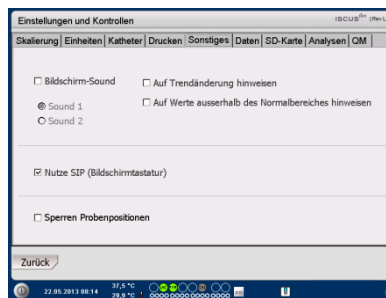 Einstellungen und Kontrollen
ISCUS
Skalierung Einheiten Katheter Drucken Sonstiges Daten SD-Karte Analysen QM
Bildschirm-Sound
Auf Trendänderung hinweisen
Sound 1
Auf Werte ausserhalb des Normalbereiches hinweisen
Sound 2
Nutze SIP (Bildschirmtastatur)
Sperren Probenpositionen
Zurück
22.05.2013 08:14
37,5 °C
79,9 °C